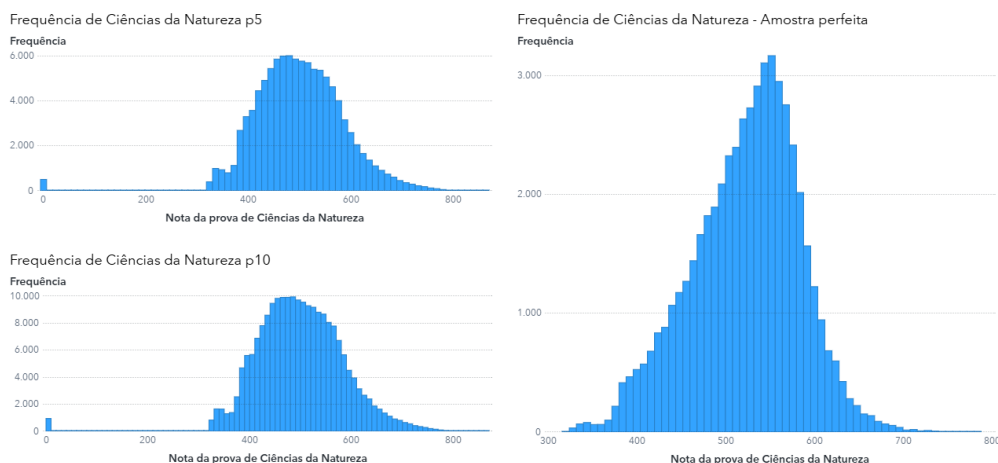 Frequência de Ciências da Natureza p5
Frequência
6.000
4.000
2.000
0
0 200 400 600 800
Nota da prova de Ciências da Natureza
Frequência de Ciências da Natureza p10
Frequência
10.000
8.000
6.000
4.000
2.000
0
0 200 400 600 800
Nota da prova de Ciências da Natureza
Frequência de Ciências da Natureza - Amostra perfeita
Frequência
3.000
2.000
1.000
0
300 400 500 600 700 800
Nota da prova de Ciências da Natureza